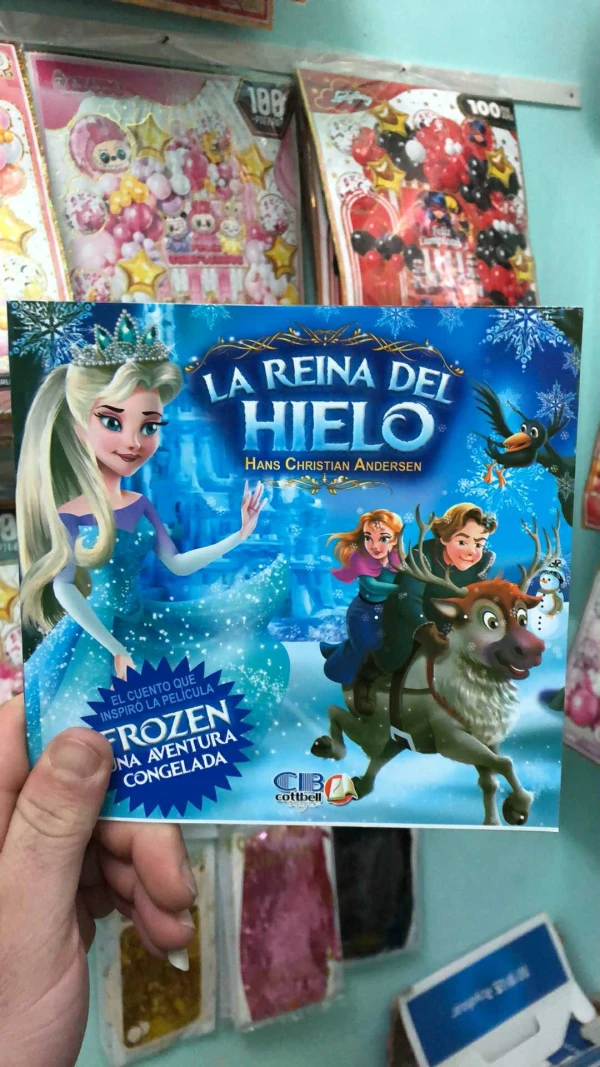 100
100
LA REINA DEL
HIELO
HANS CHRISTIAN ANDERSEN
EL CUENTO QUE
INSPIRÓ LA PELÍCULA
FROZEN
UNA AVENTURA
CONGELADA
CB
cottbell